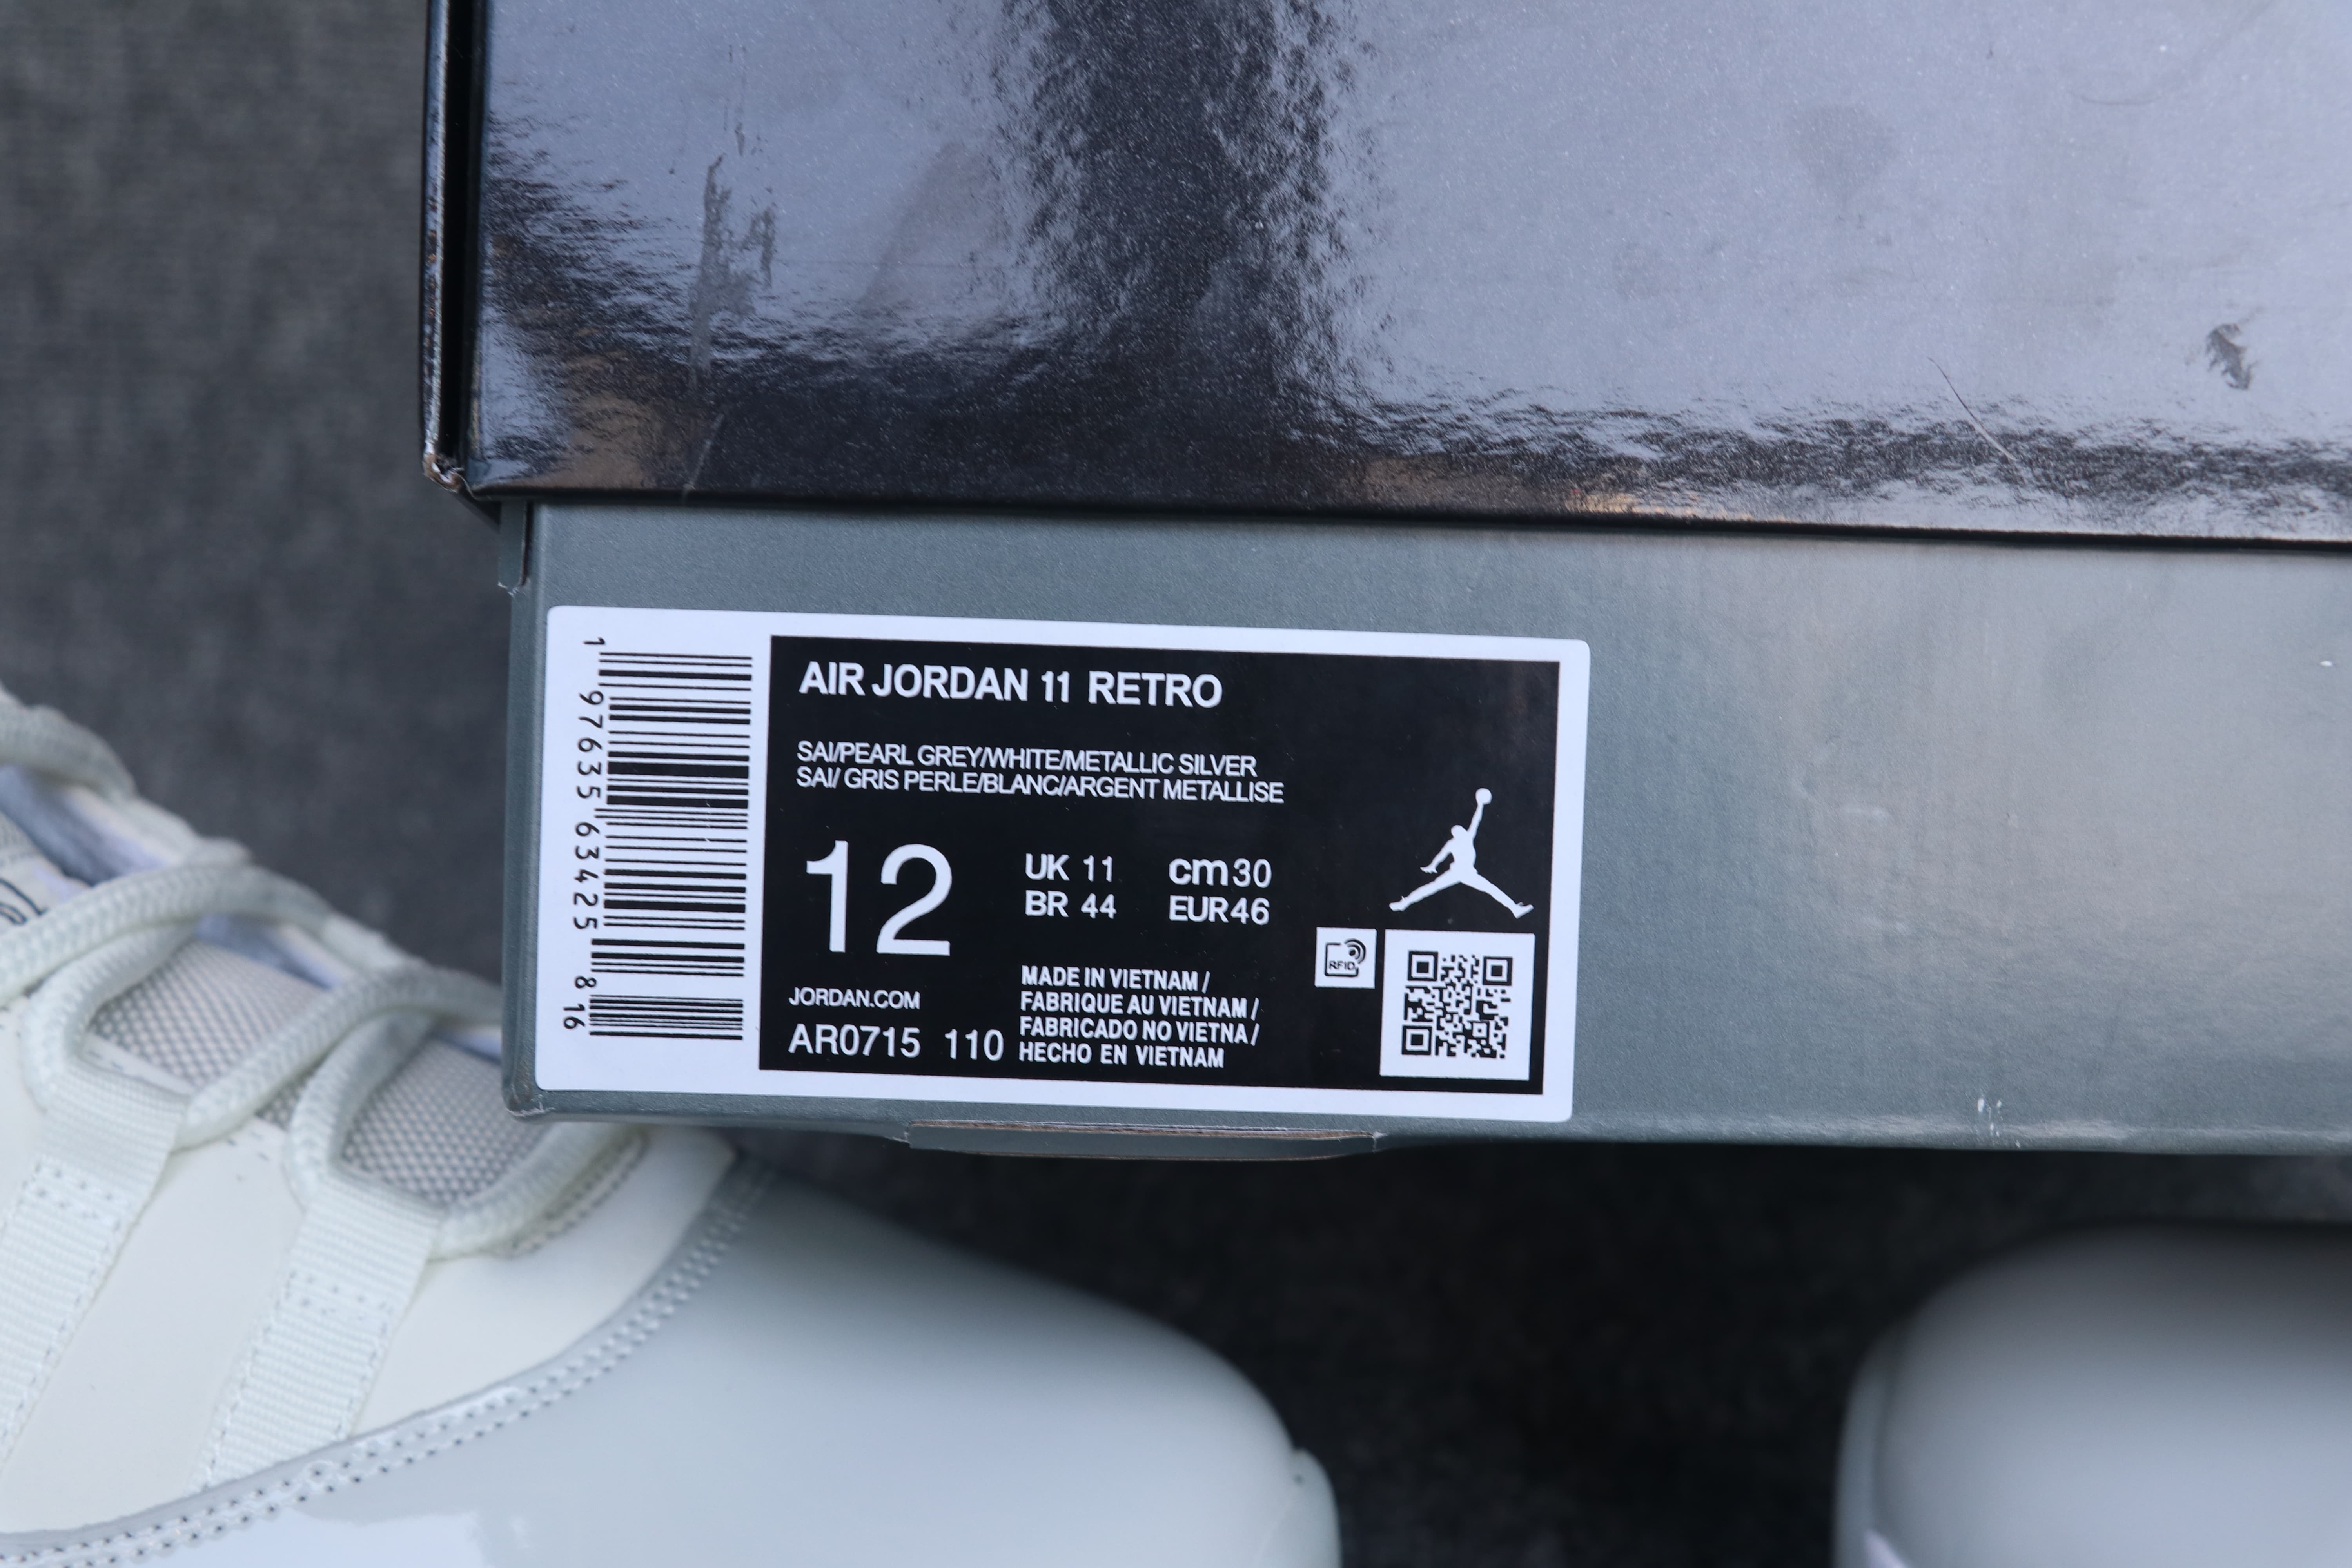 AIR JORDAN 11 RETRO
SAI/PEARL GREY/WHITE/METALLIC SILVER
SAI/ GRIS PERLE/BLANC/ARGENT METALLISE
12
UK 11 cm30
BR 44 EUR46
JORDAN.COM
AR0715 110
MADE IN VIETNAM /
FABRIQUE AU VIETNAM /
FABRICADO NO VIETNA /
HECHO EN VIETNAM
RFID
1 97635 63425 8 16